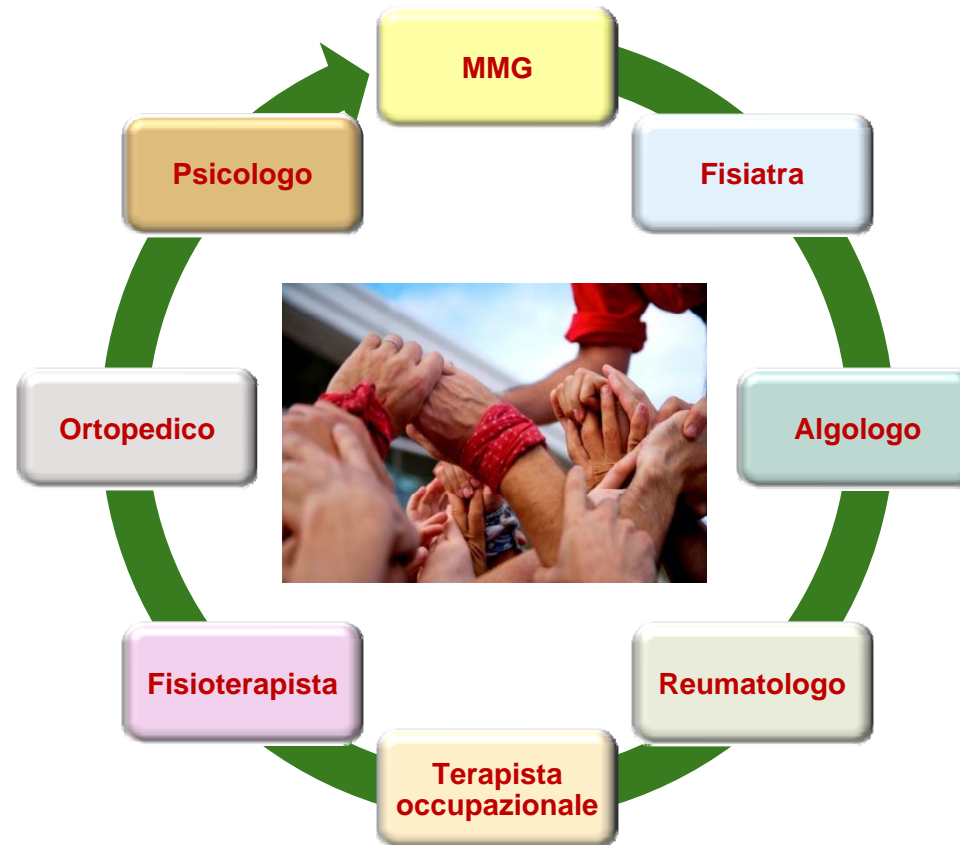 MMG
Fisiatra
Algologo
Reumatologo
Terapista
occupazionale
Fisioterapista
Ortopedico
Psicologo